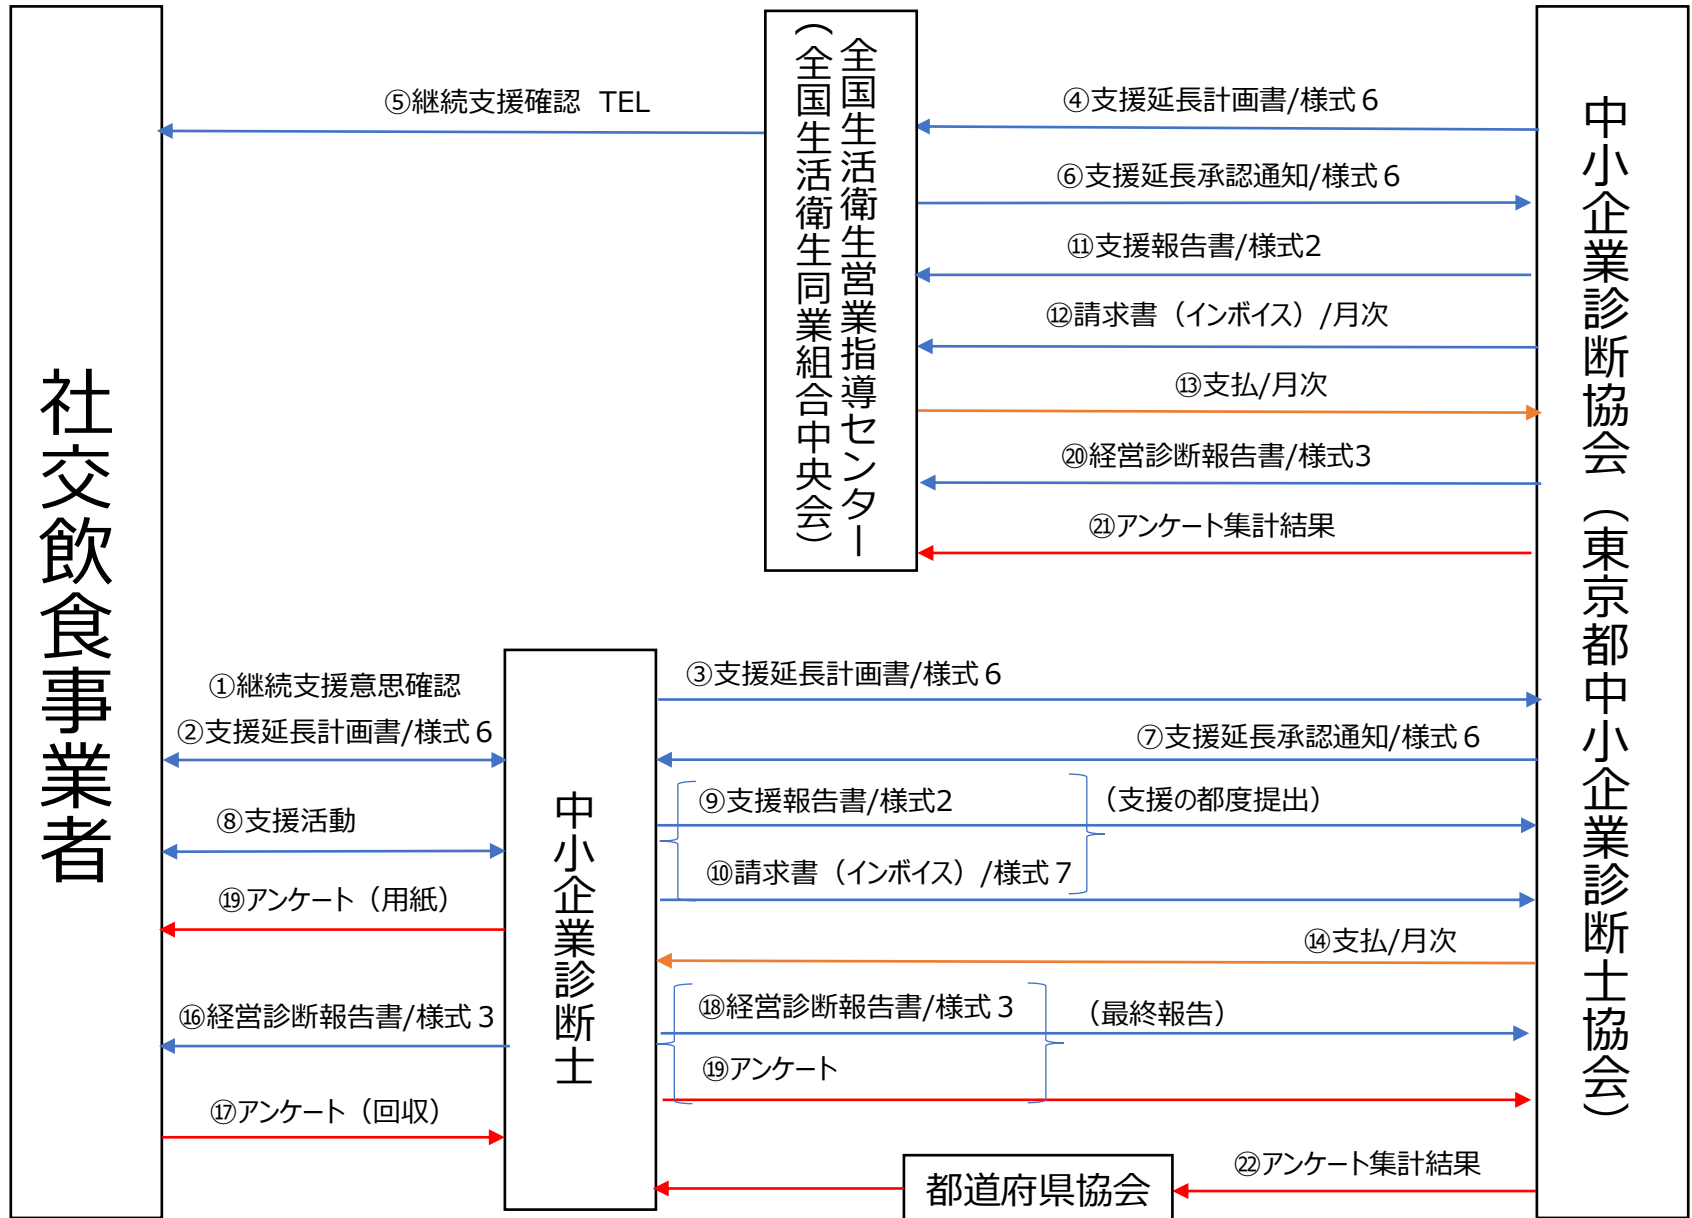 社交飲食事業者
全国生活衛生営業指導センター
（全国生活衛生同業組合中央会）
中小企業診断協会（東京都中小企業診断士協会）
⑤継続支援確認 TEL
④支援延長計画書/様式６
⑥支援延長承認通知/様式６
⑪支援報告書/様式2
⑫請求書（インボイス）/月次
⑬支払/月次
⑳経営診断報告書/様式3
㉑アンケート集計結果
中小企業診断士
①継続支援意思確認
②支援延長計画書/様式６
③支援延長計画書/様式６
⑦支援延長承認通知/様式６
⑧支援活動
⑨支援報告書/様式2
（支援の都度提出）
⑩請求書（インボイス）/様式７
⑲アンケート（用紙）
⑭支払/月次
⑯経営診断報告書/様式３
⑱経営診断報告書/様式３
（最終報告）
⑲アンケート
⑰アンケート（回収）
都道府県協会
㉒アンケート集計結果